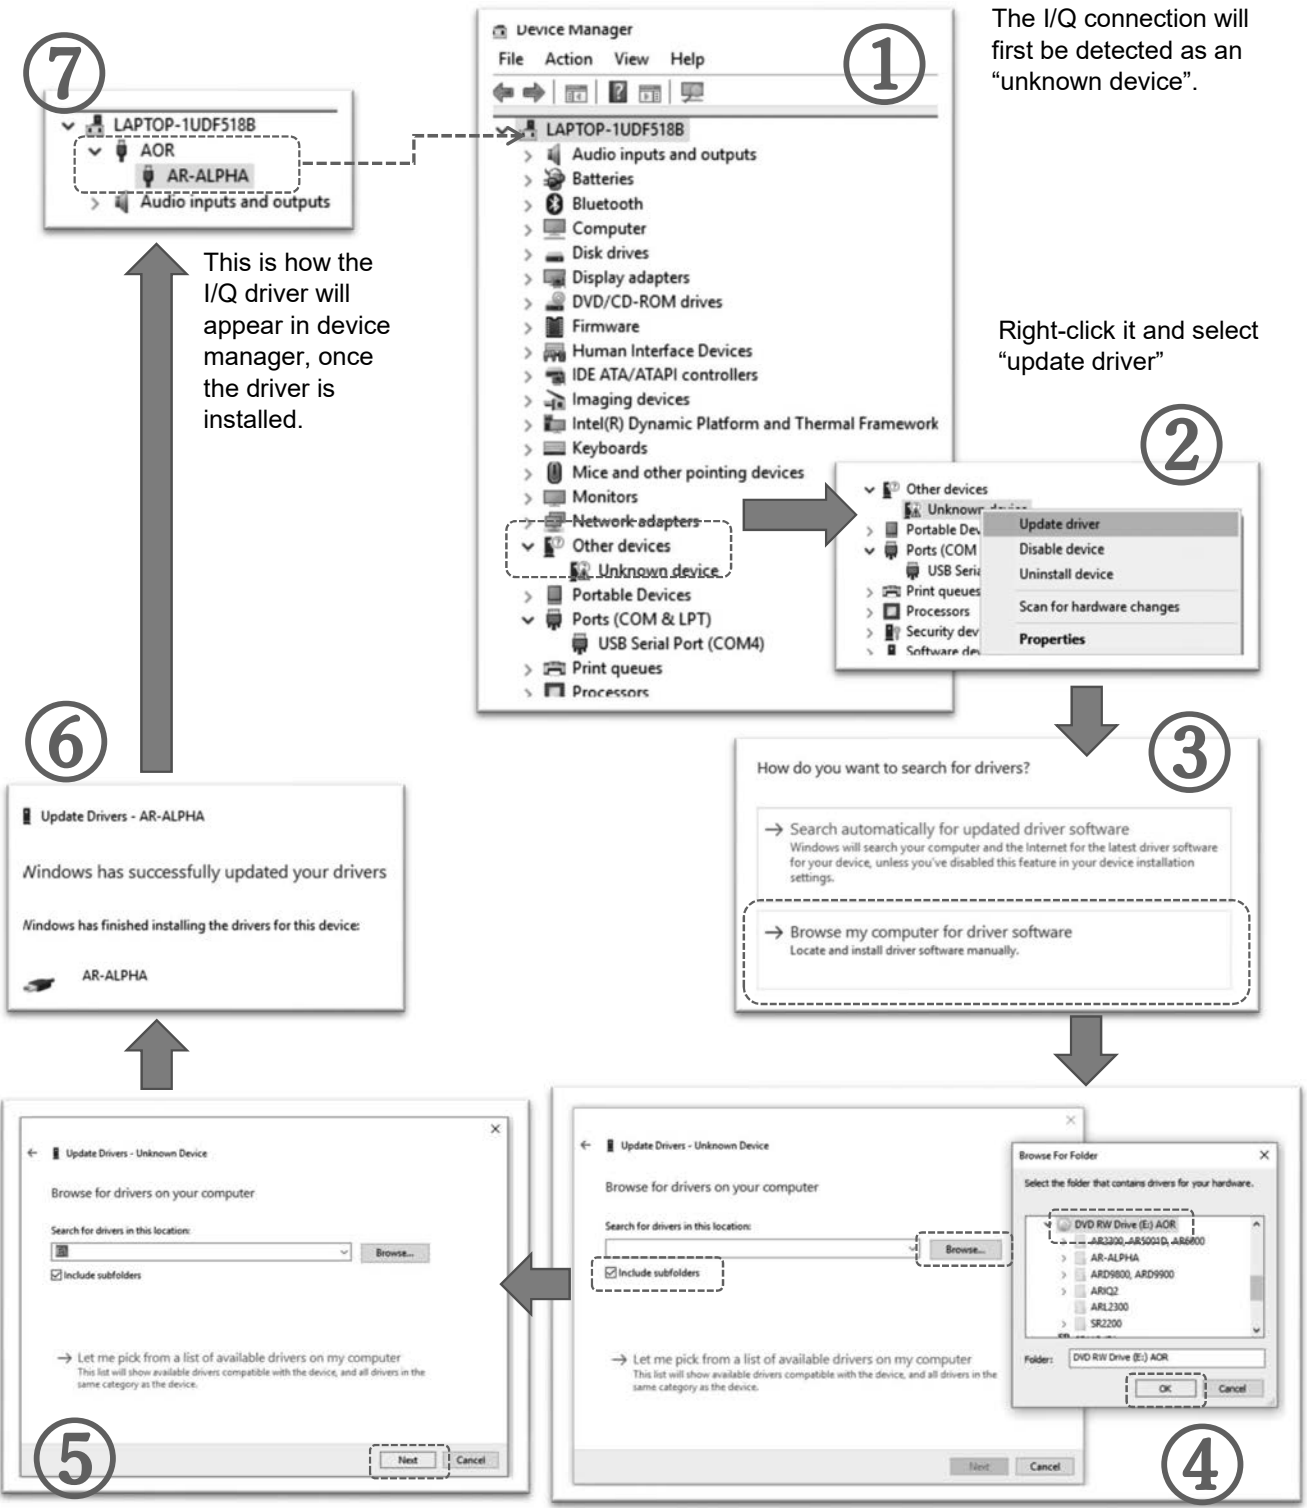 The I/Q connection will
first be detected as an
“unknown device”.
①
Device Manager
File Action View Help
LAPTOP-1UDF518B
Audio inputs and outputs
Batteries
Bluetooth
Computer
Disk drives
Display adapters
DVD/CD-ROM drives
Firmware
Human Interface Devices
IDE ATA/ATAPI controllers
Imaging devices
Intel(R) Dynamic Platform and Thermal Framework
Keyboards
Mice and other pointing devices
Monitors
Network adapters
Other devices
Unknown device
Portable Devices
Ports (COM & LPT)
USB Serial Port (COM4)
Print queues
Processors
Right-click it and select
“update driver”
②
Other devices
Unknown device
Portable Dev
Ports (COM
USB Seria
Print queues
Processors
Security dev
Software dev
Update driver
Disable device
Uninstall device
Scan for hardware changes
Properties
③
How do you want to search for drivers?
→ Search automatically for updated driver software
Windows will search your computer and the Internet for the latest driver software
for your device, unless you've disabled this feature in your device installation
settings.
→ Browse my computer for driver software
Locate and install driver software manually.
④
Update Drivers - Unknown Device
Browse for drivers on your computer
Search for drivers in this location:
Browse...
Include subfolders
→ Let me pick from a list of available drivers on my computer
This list will show available drivers compatible with the device, and all drivers in the
same category as the device.
Next Cancel
Browse For Folder
Select the folder that contains drivers for your hardware.
DVD RW Drive (E:) AOR
AR2300, AR5001D, AR6000
AR-ALPHA
ARD9800, ARD9900
ARIQ2
ARL2300
SR2200
Folder: DVD RW Drive (E:) AOR
OK Cancel
⑤
Update Drivers - Unknown Device
Browse for drivers on your computer
Search for drivers in this location:
Browse...
Include subfolders
→ Let me pick from a list of available drivers on my computer
This list will show available drivers compatible with the device, and all drivers in the
same category as the device.
Next Cancel
⑥
Update Drivers - AR-ALPHA
Windows has successfully updated your drivers
Windows has finished installing the drivers for this device:
AR-ALPHA
⑦
LAPTOP-1UDF518B
AOR
AR-ALPHA
Audio inputs and outputs
This is how the
I/Q driver will
appear in device
manager, once
the driver is
installed.